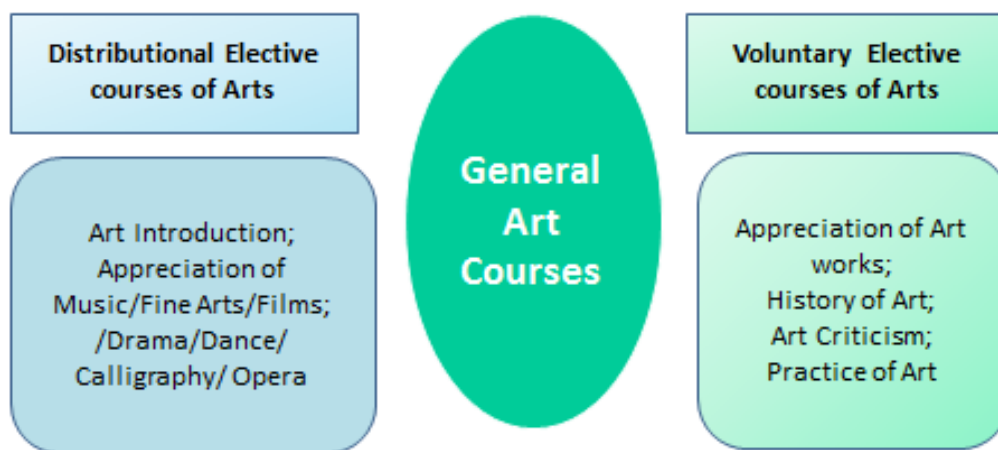 Distributional Elective
courses of Arts
Art Introduction;
Appreciation of
Music/Fine Arts/Films;
/Drama/Dance/
Calligraphy/ Opera
General
Art
Courses
Voluntary Elective
courses of Arts
Appreciation of Art
works;
History of Art;
Art Criticism;
Practice of Art